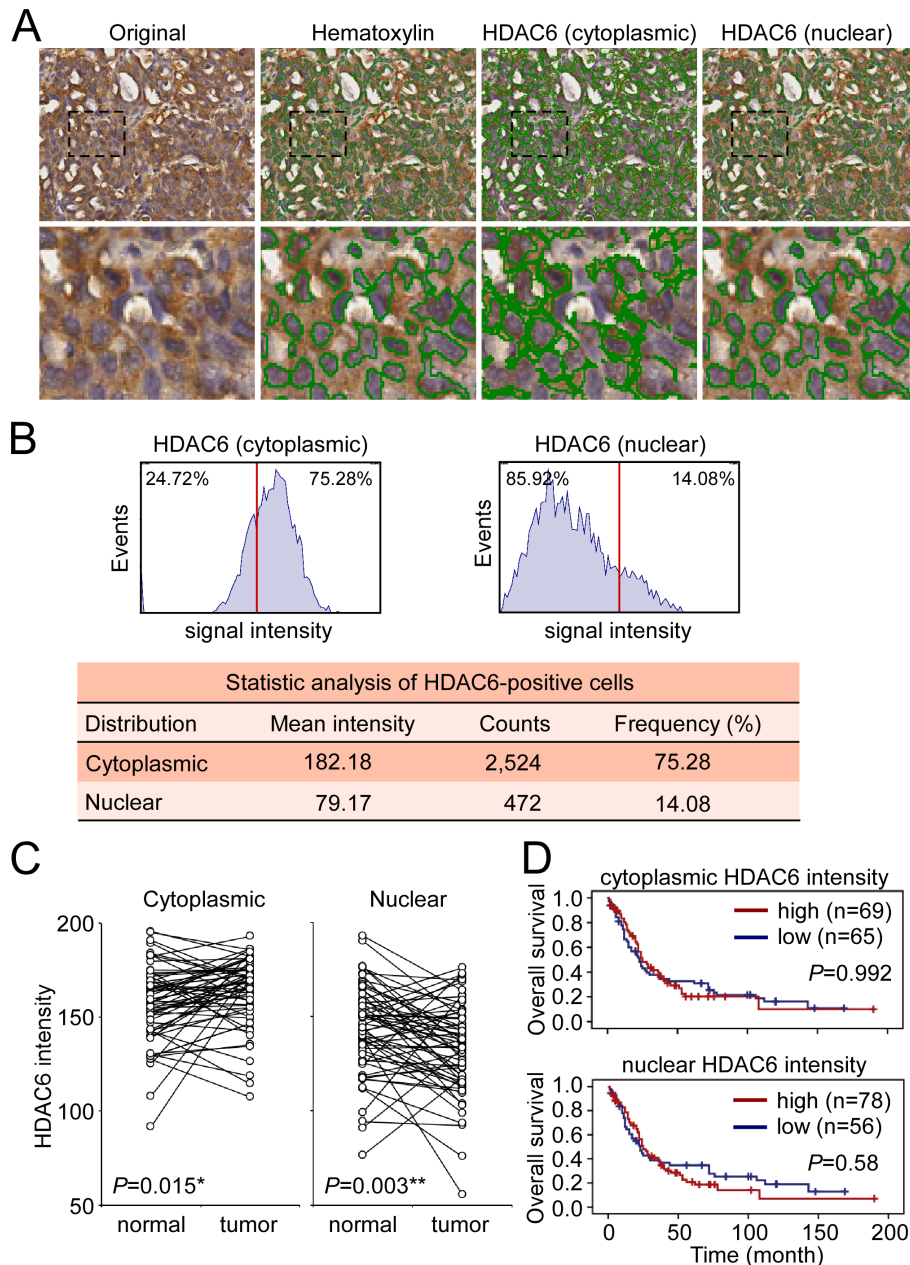 A
Original
Hematoxylin
HDAC6 (cytoplasmic)
HDAC6 (nuclear)
B
HDAC6 (cytoplasmic)
24.72%
75.28%
Events
signal intensity
HDAC6 (nuclear)
85.92%
14.08%
Events
signal intensity
Statistic analysis of HDAC6-positive cells
Distribution Mean intensity Counts Frequency (%)
Cytoplasmic 182.18 2,524 75.28
Nuclear 79.17 472 14.08
C
Cytoplasmic
Nuclear
HDAC6 intensity
200
150
100
50
P=0.015*
P=0.003**
normal
tumor
normal
tumor
D
cytoplasmic HDAC6 intensity
Overall survival
1.0
0.8
0.6
0.4
0.2
0.0
high (n=69)
low (n=65)
P=0.992
nuclear HDAC6 intensity
Overall survival
1.0
0.8
0.6
0.4
0.2
0.0
high (n=78)
low (n=56)
P=0.58
0 50 100 150 200
Time (month)